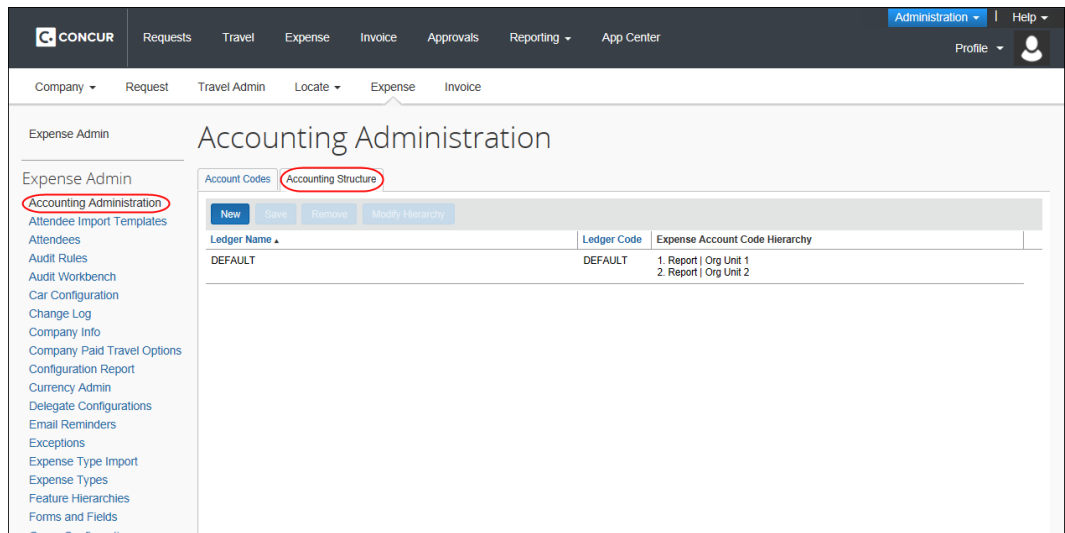 Administration | Help
C. CONCUR Requests Travel Expense Invoice Approvals Reporting App Center
Profile
Company Request Travel Admin Locate Expense Invoice
Expense Admin
Accounting Administration
Expense Admin
Account Codes Accounting Structure
Accounting Administration
Attendee Import Templates
Attendees
Audit Rules
Audit Workbench
Car Configuration
Change Log
Company Info
Company Paid Travel Options
Configuration Report
Currency Admin
Delegate Configurations
Email Reminders
Exceptions
Expense Type Import
Expense Types
Feature Hierarchies
Forms and Fields
New Save Remove Modify Hierarchy
Ledger Name Ledger Code Expense Account Code Hierarchy
DEFAULT DEFAULT 1. Report | Org Unit 1
2. Report | Org Unit 2